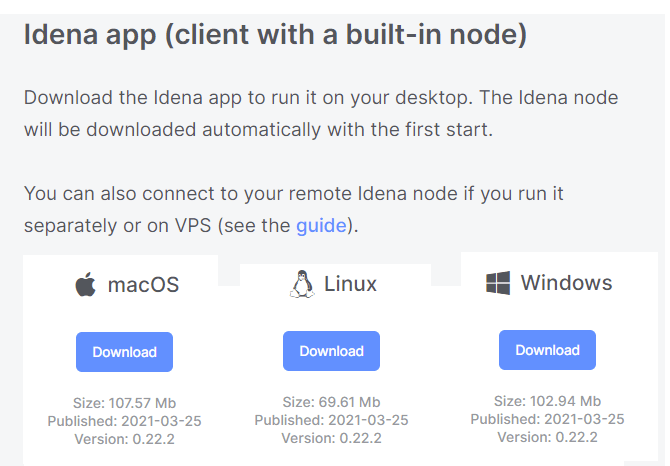 Idena app (client with a built-in node)
Download the Idena app to run it on your desktop. The Idena node
will be downloaded automatically with the first start.
You can also connect to your remote Idena node if you run it
separately or on VPS (see the guide).
macOS
Download
Size: 107.57 Mb
Published: 2021-03-25
Version: 0.22.2
Linux
Download
Size: 69.61 Mb
Published: 2021-03-25
Version: 0.22.2
Windows
Download
Size: 102.94 Mb
Published: 2021-03-25
Version: 0.22.2